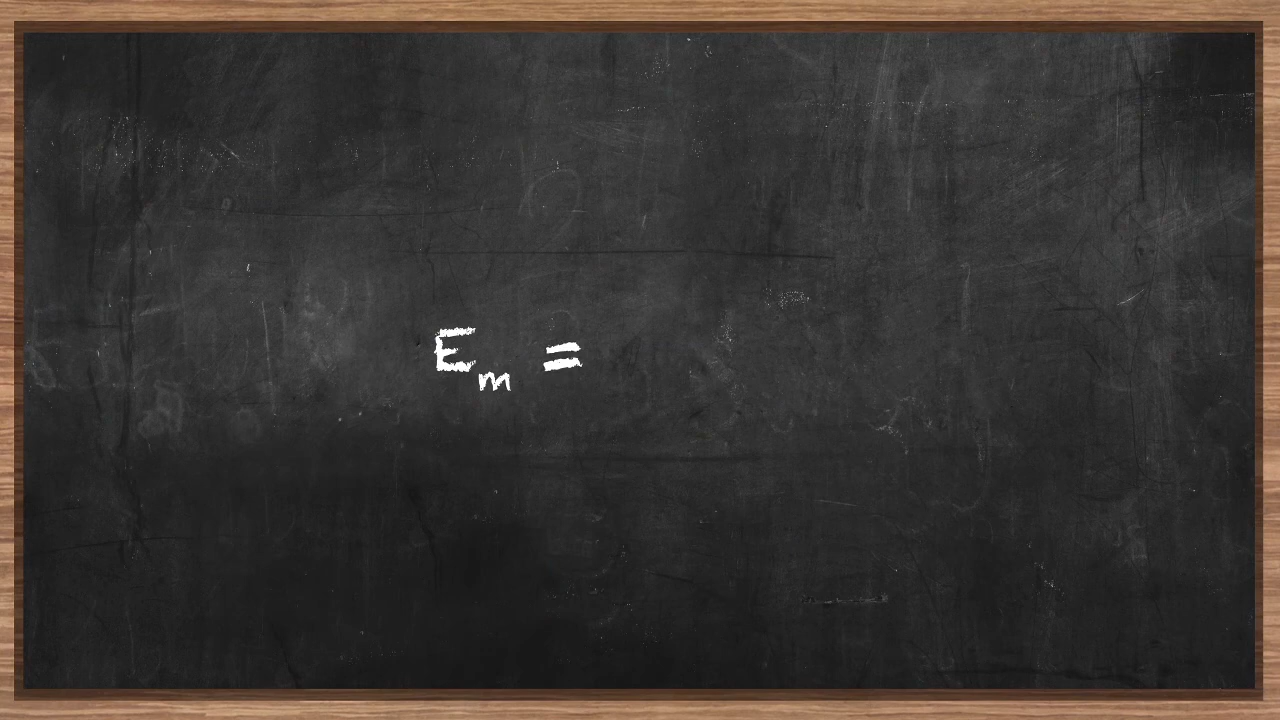 Em =